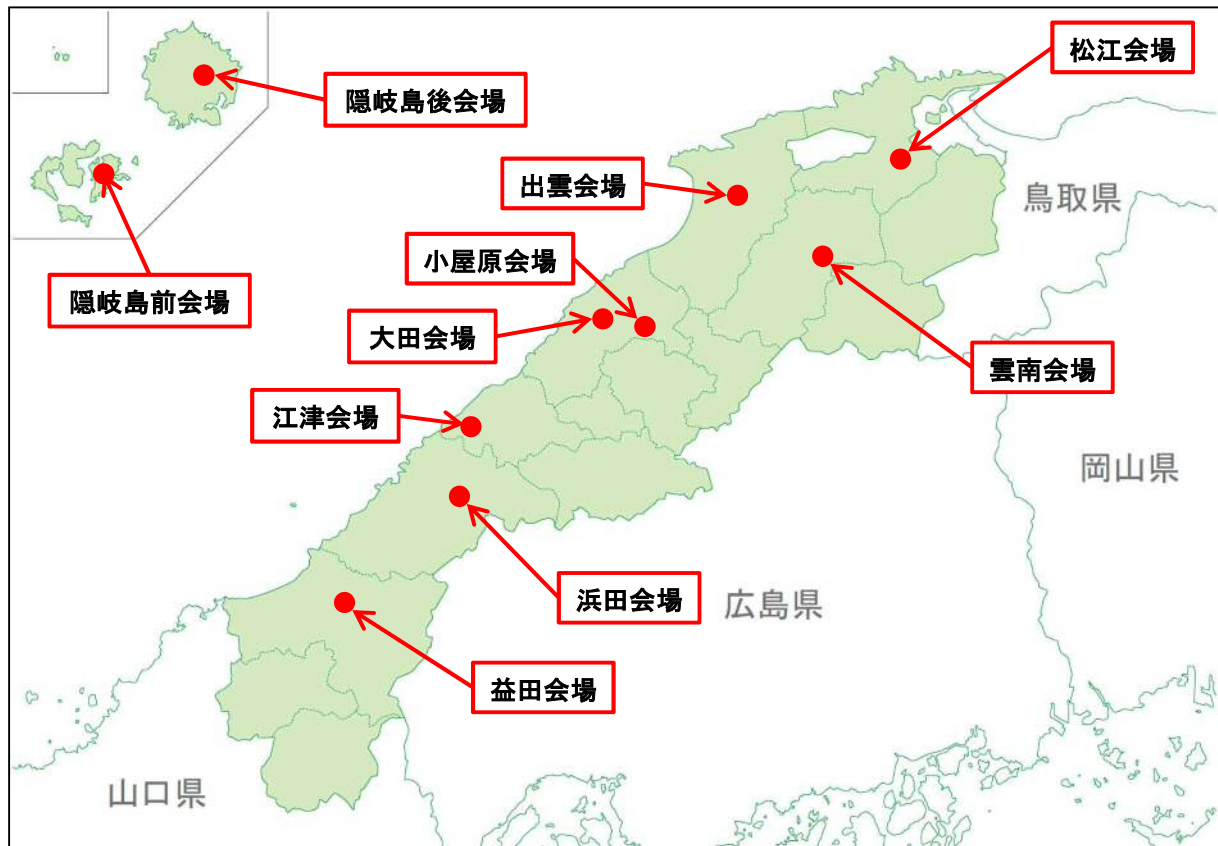 松江会場
隠岐島後会場
出雲会場
鳥取県
小屋原会場
隠岐島前会場
大田会場
雲南会場
江津会場
岡山県
浜田会場
広島県
益田会場
山口県